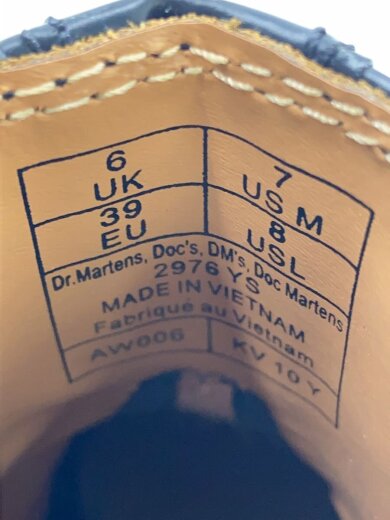 6 UK 7 US M
39 EU 8 US L
Dr.Martens, Doc's, DM's, Doc Martens
2976 YS
MADE IN VIETNAM
Fabriqué au Vietnam
AW006 KV 10 Y